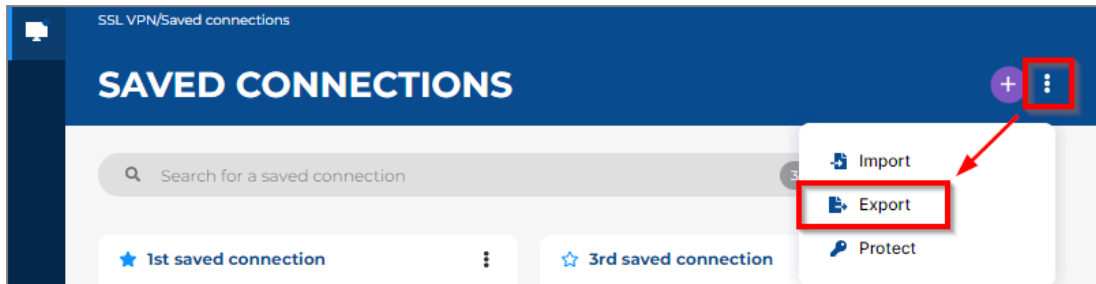 SSL VPN/Saved connections
SAVED CONNECTIONS
Search for a saved connection
3
Import
Export
Protect
1st saved connection
3rd saved connection